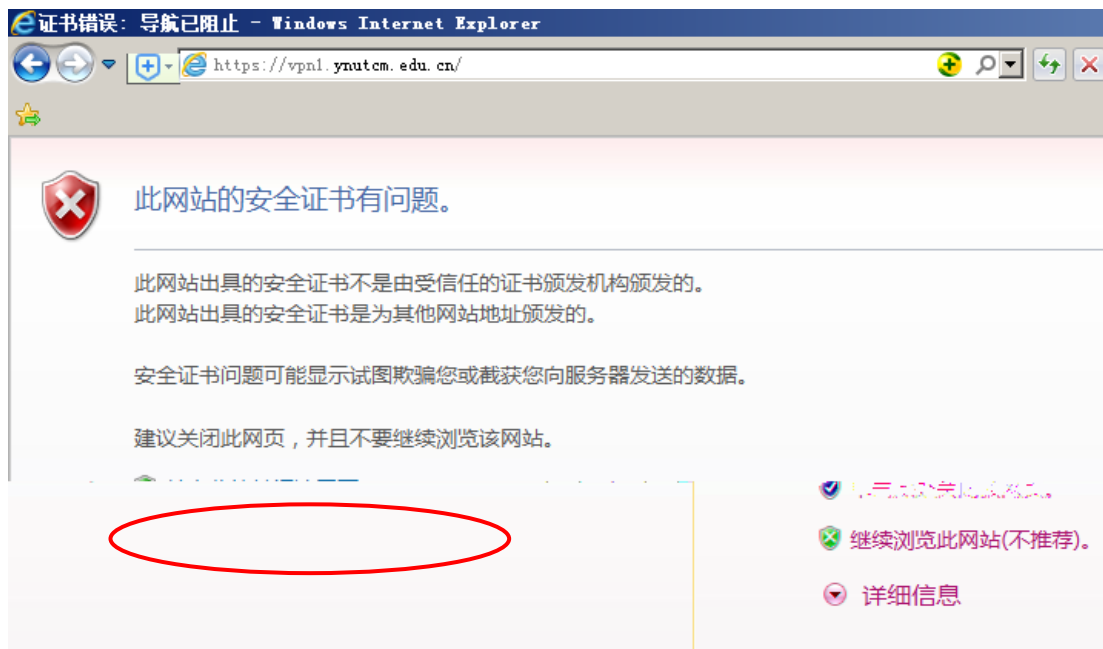 证书错误: 导航已阻止 - Windows Internet Explorer
https://vpn1.ynutcm.edu.cn/
此网站的安全证书有问题。
此网站出具的安全证书不是由受信任的证书颁发机构颁发的。
此网站出具的安全证书是为其他网站地址颁发的。
安全证书问题可能显示试图欺骗您或截获您向服务器发送的数据。
建议关闭此网页，并且不要继续浏览该网站。
继续浏览此网站(不推荐)。
详细信息